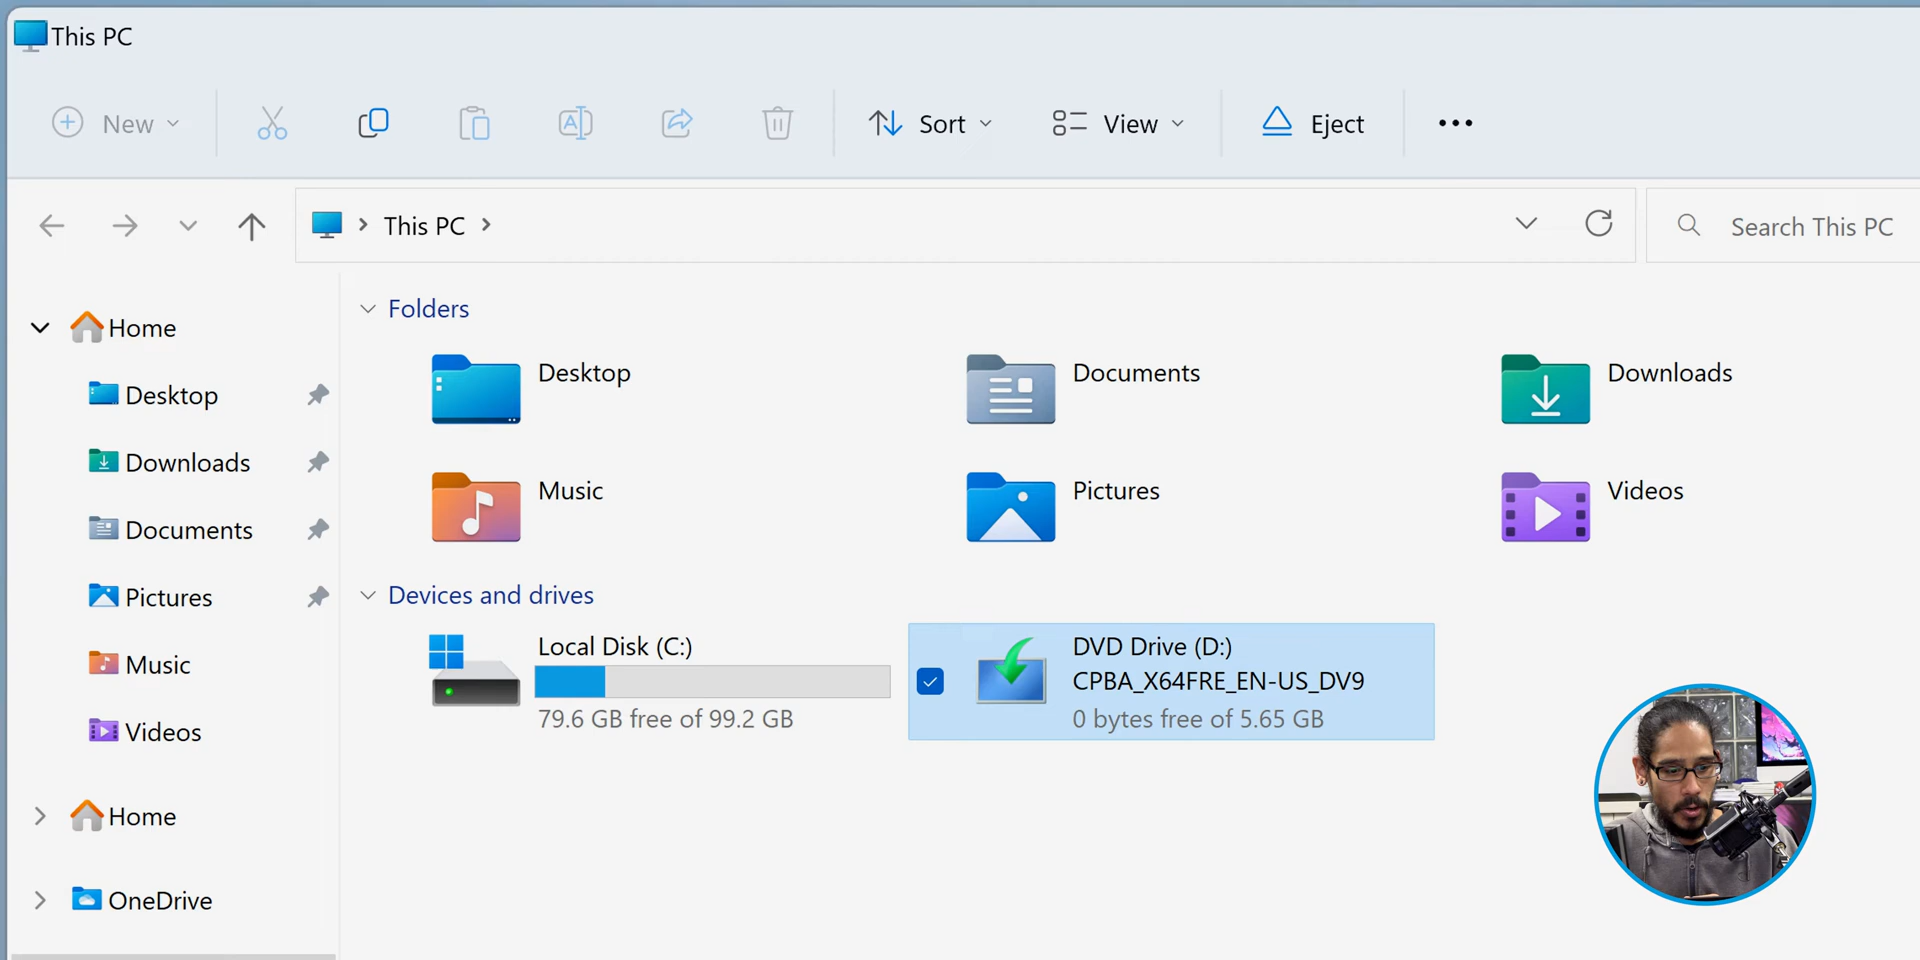 This PC
New
Sort
View
Eject
This PC
Search This PC
Home
Desktop
Downloads
Documents
Pictures
Music
Videos
Home
OneDrive
Folders
Desktop
Documents
Downloads
Music
Pictures
Videos
Devices and drives
Local Disk (C:)
79.6 GB free of 99.2 GB
DVD Drive (D:)
CPBA_X64FRE_EN-US_DV9
0 bytes free of 5.65 GB